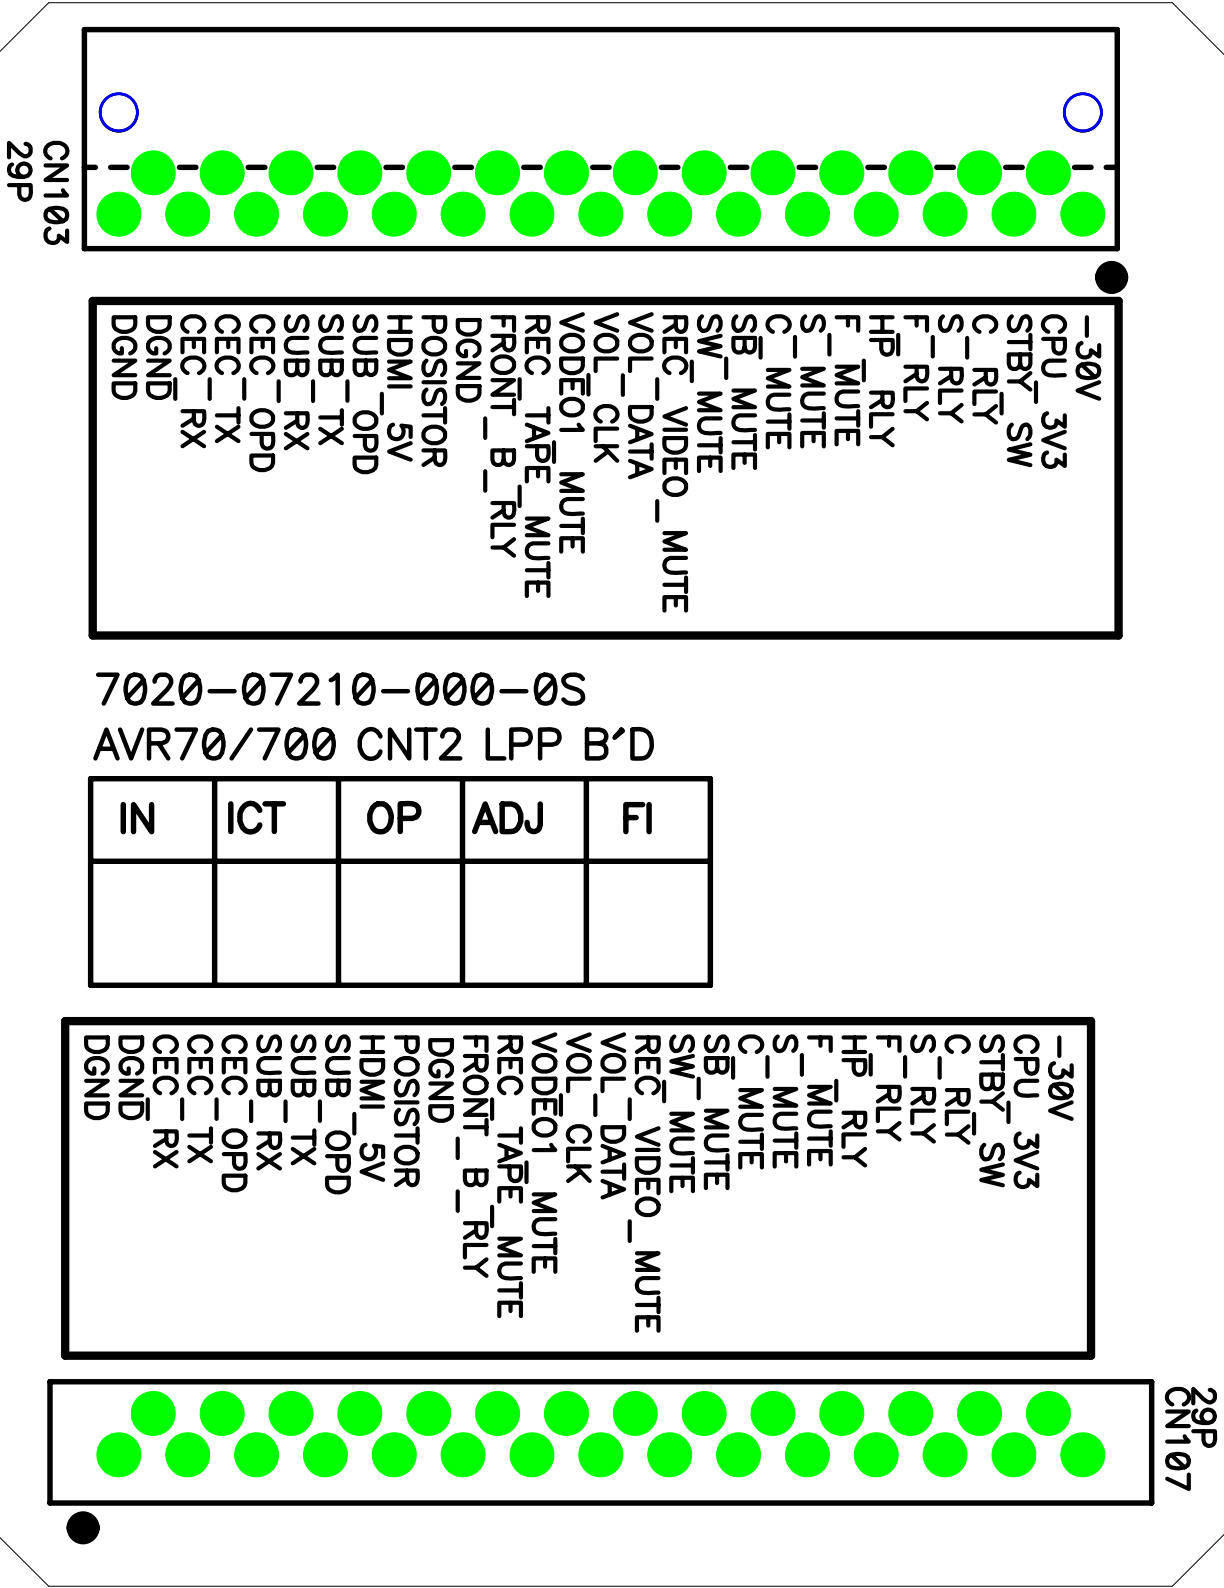 CN103
29P
DGND
DGND
CEC_RX
CEC_TX
CEC_OPD
SUB_RX
SUB_TX
SUB_OPD
HDMI_5V
POSISTOR
DGND
FRONT_B_RLY
REC_TAPE_MUTE
VODEO1_MUTE
VOL_CLK
VOL_DATA
REC_VIDEO_MUTE
SW_MUTE
SB_MUTE
C_MUTE
S_MUTE
F_MUTE
HP_RLY
F_RLY
S_RLY
C_RLY
STBY_SW
CPU_3V3
-30V
7020-07210-000-0S
AVR70/700 CNT2 LPP B'D
IN ICT OP ADJ FI
DGND
DGND
CEC_RX
CEC_TX
CEC_OPD
SUB_RX
SUB_TX
SUB_OPD
HDMI_5V
POSISTOR
DGND
FRONT_B_RLY
REC_TAPE_MUTE
VODEO1_MUTE
VOL_CLK
VOL_DATA
REC_VIDEO_MUTE
SW_MUTE
SB_MUTE
C_MUTE
S_MUTE
F_MUTE
HP_RLY
F_RLY
S_RLY
C_RLY
STBY_SW
CPU_3V3
-30V
29P
CN107